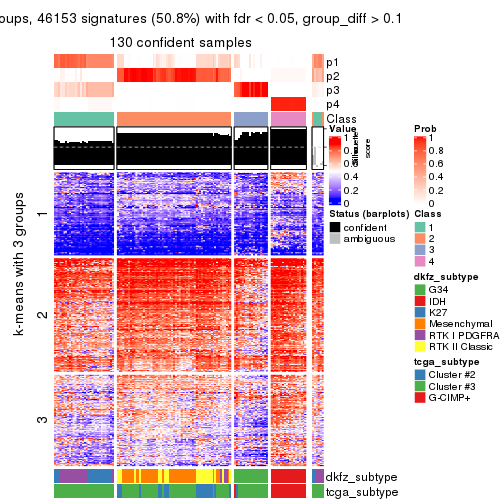 oups, 46153 signatures (50.8%) with fdr < 0.05, group_diff > 0.1
130 confident samples
p1
p2
p3
p4
Class
1
2
3
k-means with 3 groups
dkfz_subtype
tcga_subtype
Value
1
0.8
0.6
0.4
0.2
0
Silhouette
score
Status (barplots)
confident
ambiguous
Prob
1
0.8
0.6
0.4
0.2
0
Class
1
2
3
4
dkfz_subtype
G34
IDH
K27
Mesenchymal
RTK I PDGFRA
RTK II Classic
tcga_subtype
Cluster #2
Cluster #3
G-CIMP+